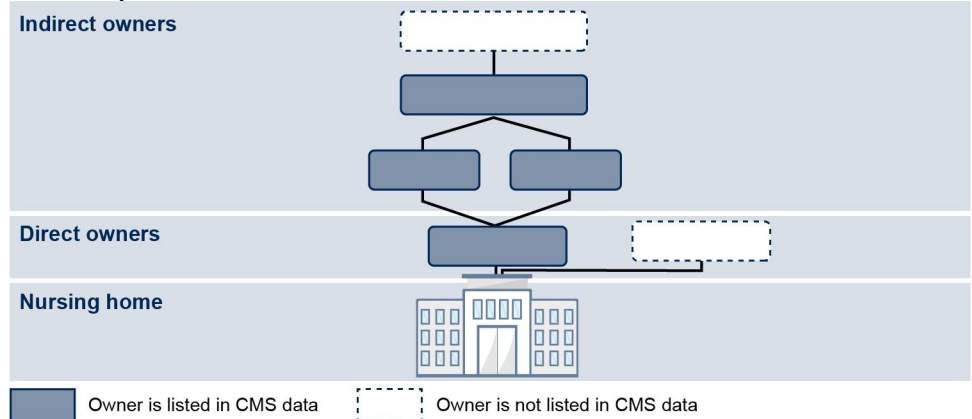 Indirect owners
Direct owners
Nursing home
Owner is listed in CMS data
Owner is not listed in CMS data